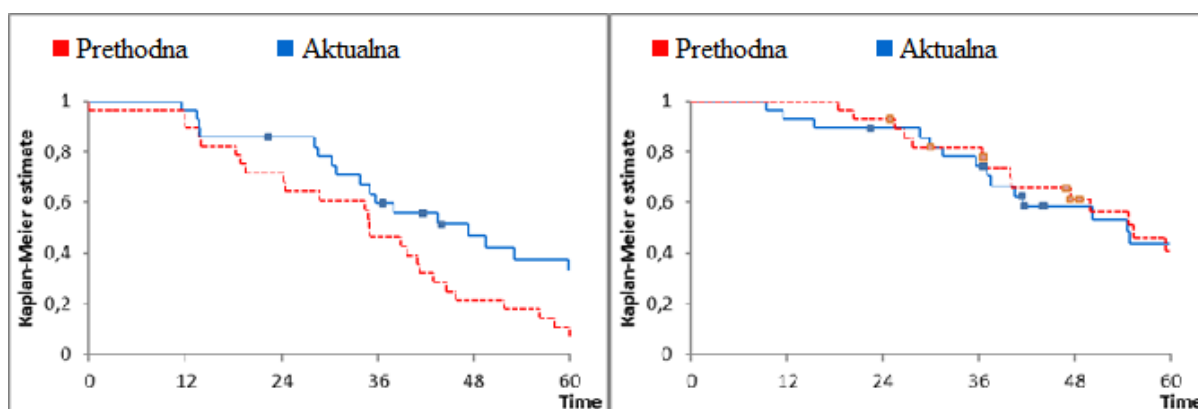 Prethodna Aktualna
Kaplan-Meier estimate
1
0,8
0,6
0,4
0,2
0
0 12 24 36 48 60
Time
Prethodna Aktualna
Kaplan-Meier estimate
1
0,8
0,6
0,4
0,2
0
0 12 24 36 48 60
Time